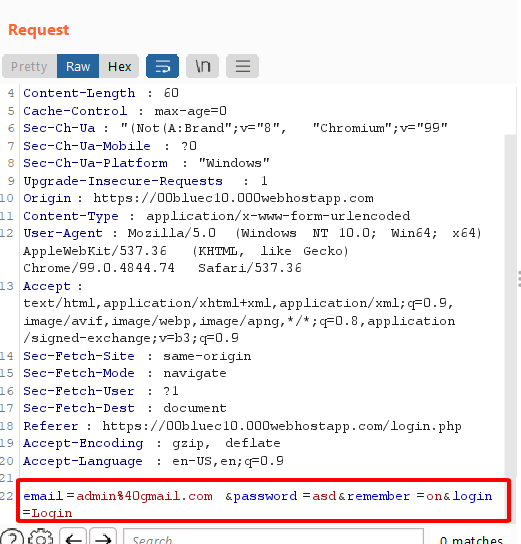 Request
Pretty Raw Hex \n
4 Content-Length : 60
5 Cache-Control : max-age=0
6 Sec-Ch-Ua : "(Not(A:Brand";v="8", "Chromium";v="99"
7 Sec-Ch-Ua-Mobile : ?0
8 Sec-Ch-Ua-Platform : "Windows"
9 Upgrade-Insecure-Requests : 1
10 Origin : https://00bluec10.000webhostapp.com
11 Content-Type : application/x-www-form-urlencoded
12 User-Agent : Mozilla/5.0 (Windows NT 10.0; Win64; x64)
AppleWebKit/537.36 (KHTML, like Gecko)
Chrome/99.0.4844.74 Safari/537.36
13 Accept :
text/html,application/xhtml+xml,application/xml;q=0.9,
image/avif,image/webp,image/apng,*/*;q=0.8,application
/signed-exchange;v=b3;q=0.9
14 Sec-Fetch-Site : same-origin
15 Sec-Fetch-Mode : navigate
16 Sec-Fetch-User : ?1
17 Sec-Fetch-Dest : document
18 Referer : https://00bluec10.000webhostapp.com/login.php
19 Accept-Encoding : gzip, deflate
20 Accept-Language : en-US,en;q=0.9
21
22 email =admin%40gmail.com &password =asd&remember =on&login
=Login
Search 0 matches